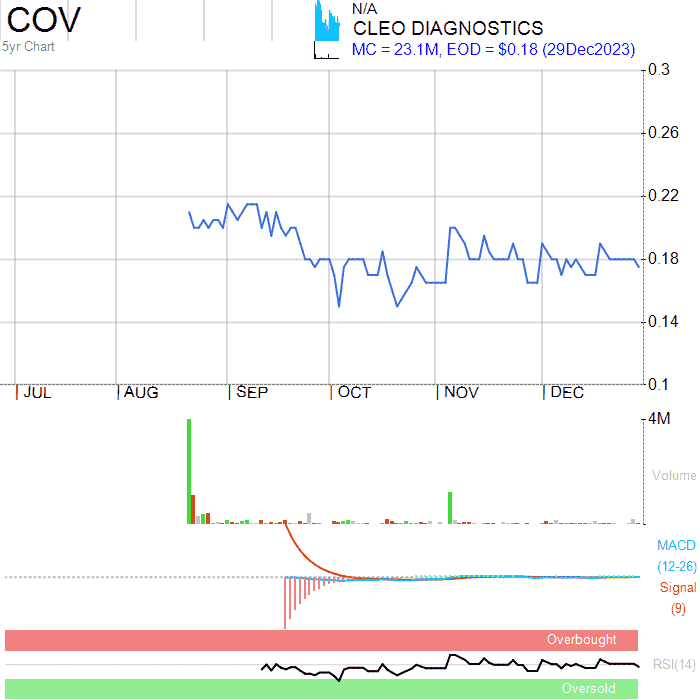 COV
5yr Chart
N/A
CLEO DIAGNOSTICS
MC = 23.1M, EOD = $0.18 (29Dec2023)
0.3
0.26
0.22
0.18
0.14
0.1
JUL AUG SEP OCT NOV DEC
4M
Volume
MACD
(12-26)
Signal
(9)
Overbought
RSI(14)
Oversold